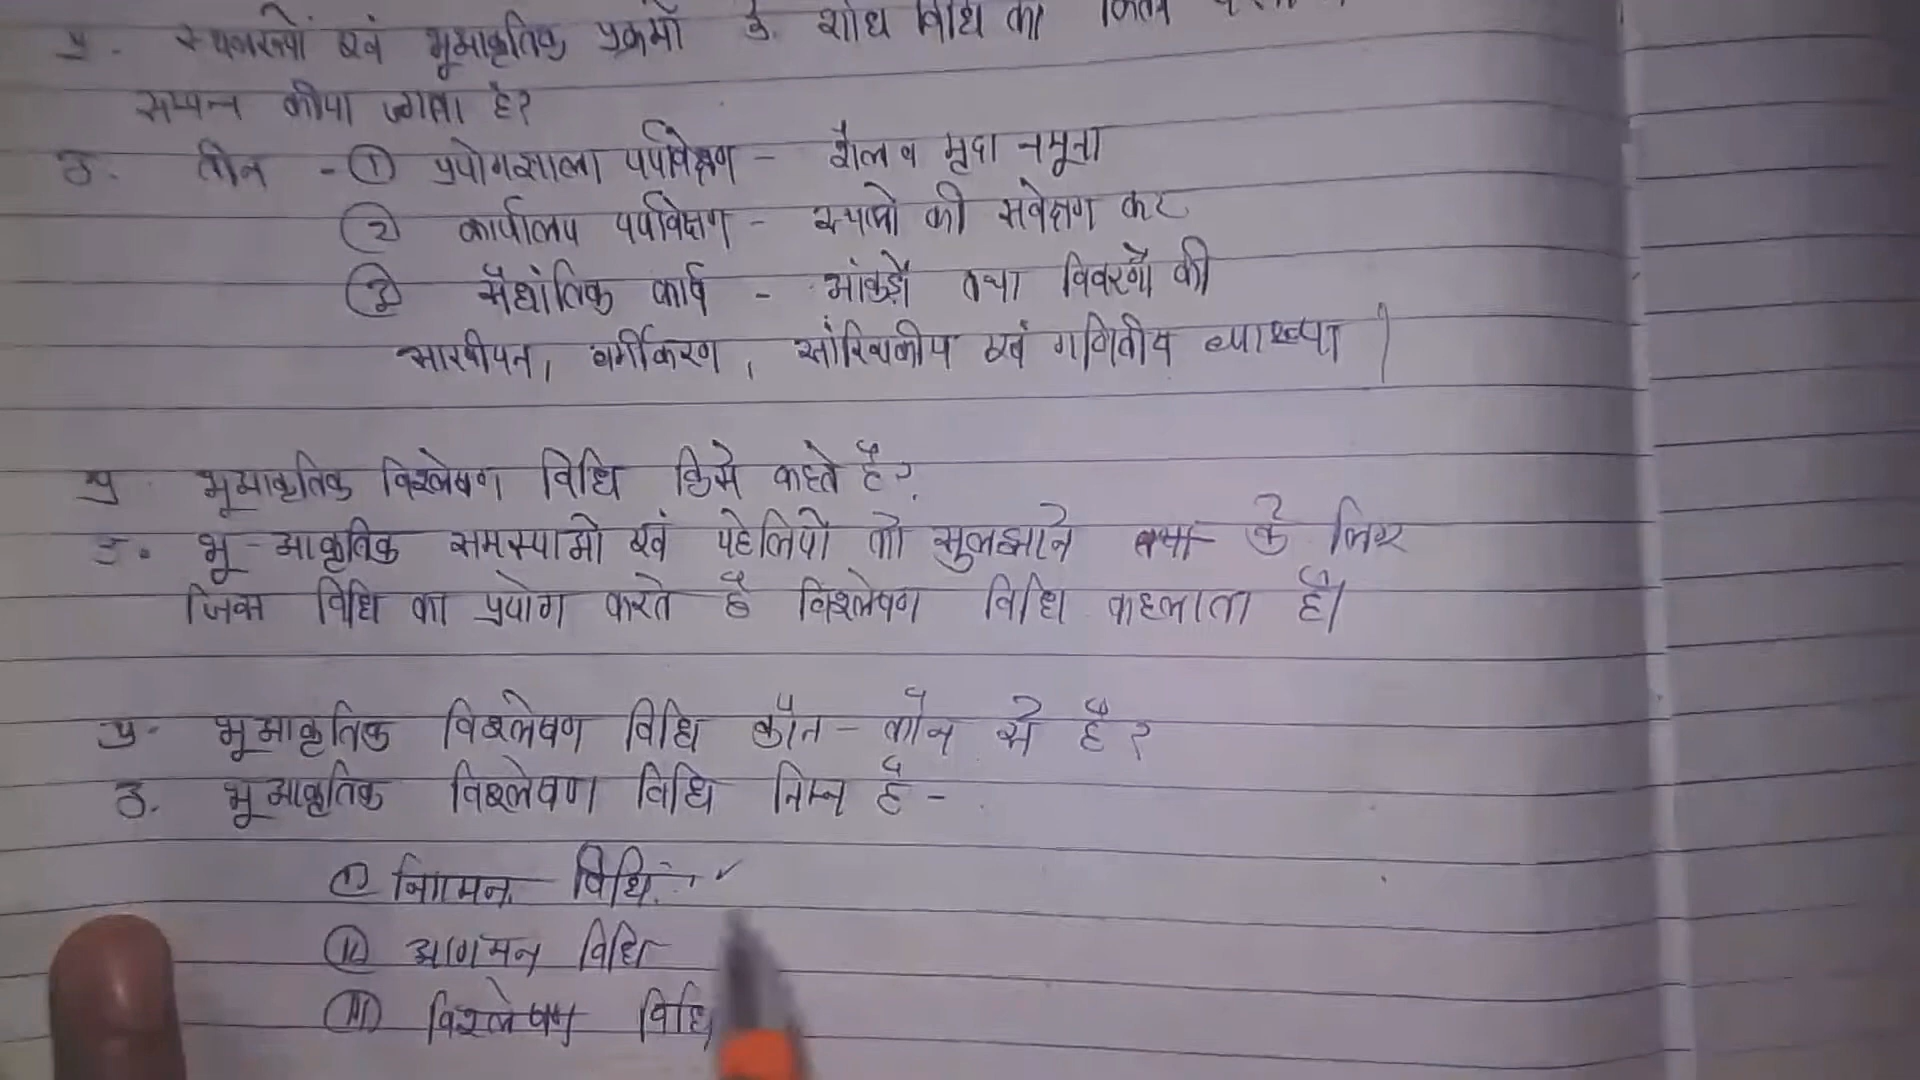 प्र. स्थलरूपों एवं भूआकृतिक प्रक्रमों के शोध विधि को
सम्पन्न कीया जाता है?
उ. तीन - ① प्रयोगशाला पर्यवेक्षण - शैल व मृदा नमूना
② कार्यालय पर्यवेक्षण - स्थलो की सर्वेक्षण कर
③ सैधांतिक कार्य - आंकड़ों तथा विवरणों की
सारणीयन, वर्गीकरण, सांख्यिकीय एवं गणितीय व्याख्या।
प्र भूआकृतिक विश्लेषण विधि किसे कहते है?
उ. भू-आकृतिक समस्याओ एवं पहेलियो को सुलझाने के लिए
जिस विधि का प्रयोग करते है विश्लेषण विधि कहलाता है।
प्र. भूआकृतिक विश्लेषण विधि कौन-कौन से है?
उ. भूआकृतिक विश्लेषण विधि निम्न है -
① निगमन विधि
Ⅱ आगमन विधि
Ⅲ विश्लेषण विधि